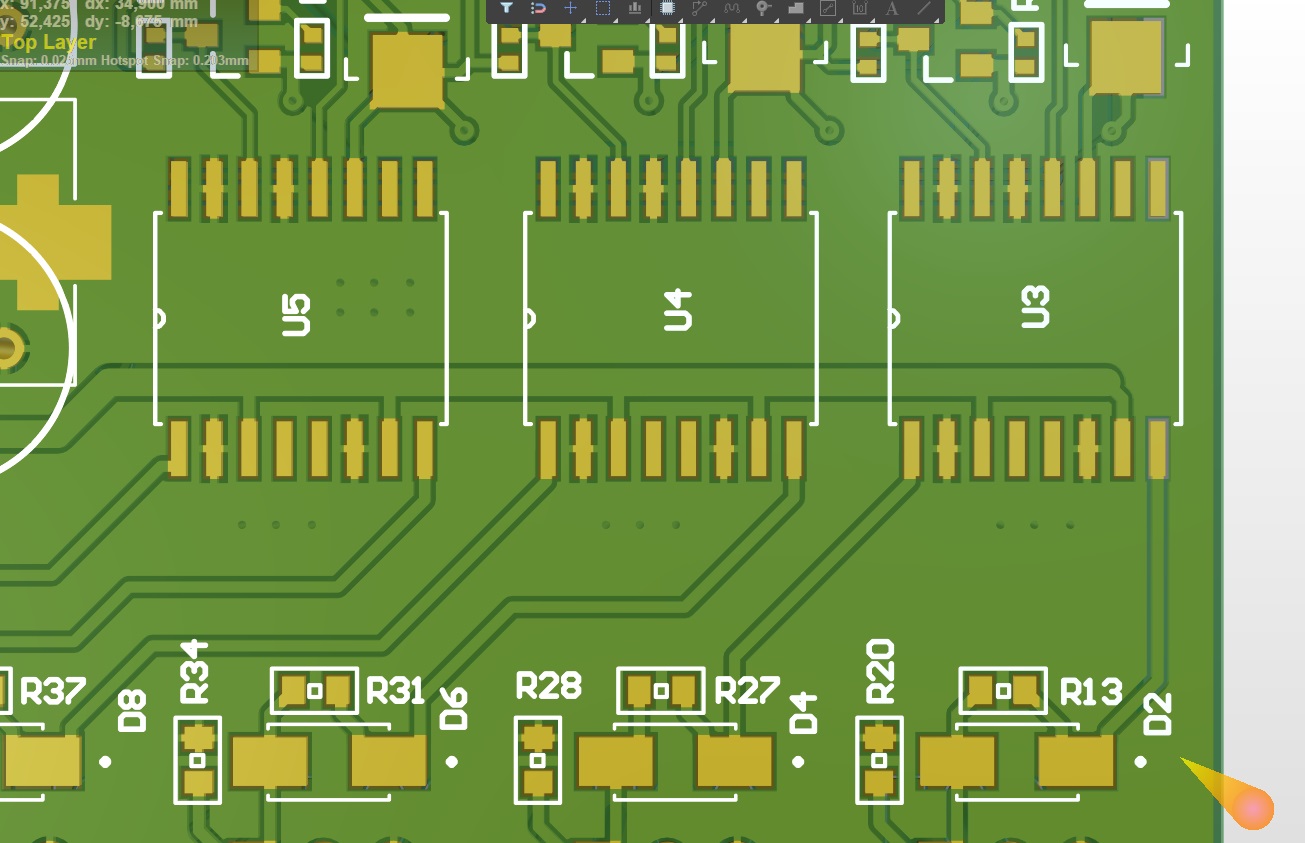 x: 91,375 dx: 34,900 mm
y: 52,425 dy: -8,675 mm
Top Layer
Snap: 0.025mm Hotspot Snap: 0.203mm
U5
U4
U3
R37
D8
R34
R31
D6
R28
R27
D4
R20
R13
D2